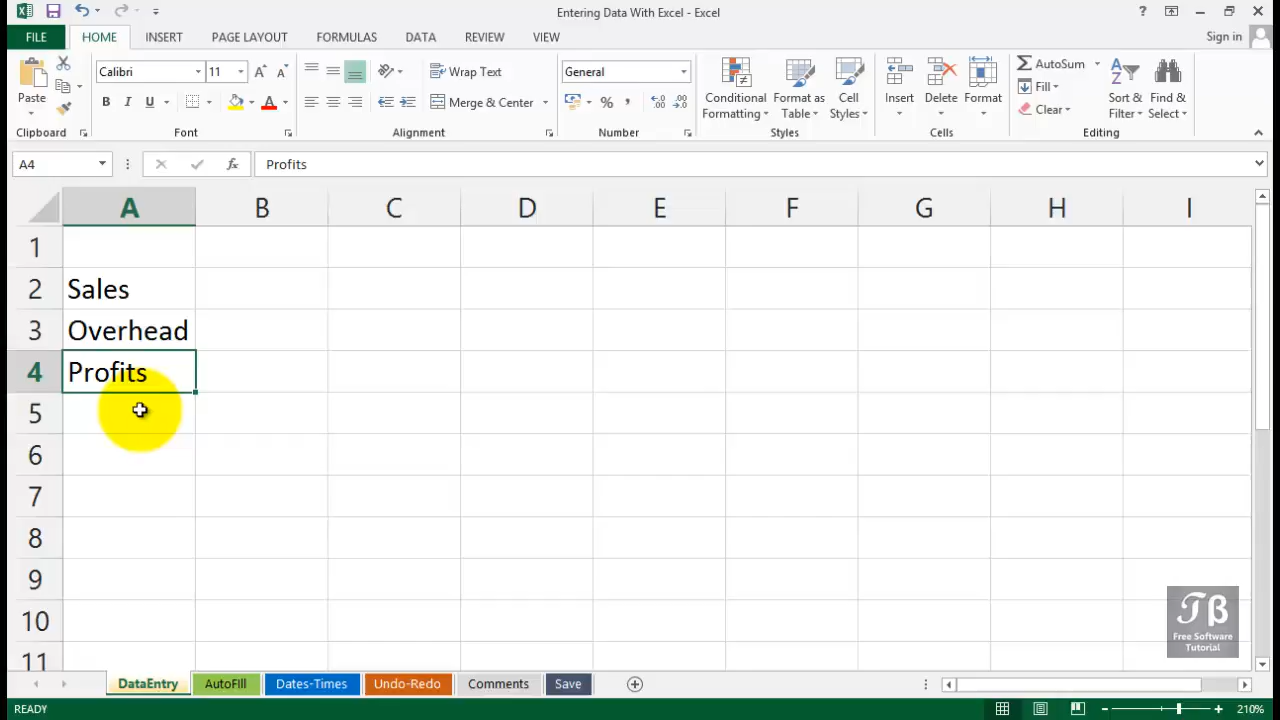 Entering Data With Excel - Excel
FILE HOME INSERT PAGE LAYOUT FORMULAS DATA REVIEW VIEW Sign in
Calibri 11 Wrap Text General AutoSum
Fill
Paste B I U Merge & Center % , Conditional Formatting Format as Table Cell Styles Insert Delete Format Clear Sort & Filter Find & Select
Clipboard Font Alignment Number Styles Cells Editing
A4 fx Profits
A B C D E F G H I
1
2 Sales
3 Overhead
4 Profits
5
6
7
8
9
10
11
TB
Free Software
Tutorial
DataEntry AutoFIll Dates-Times Undo-Redo Comments Save
READY 210%